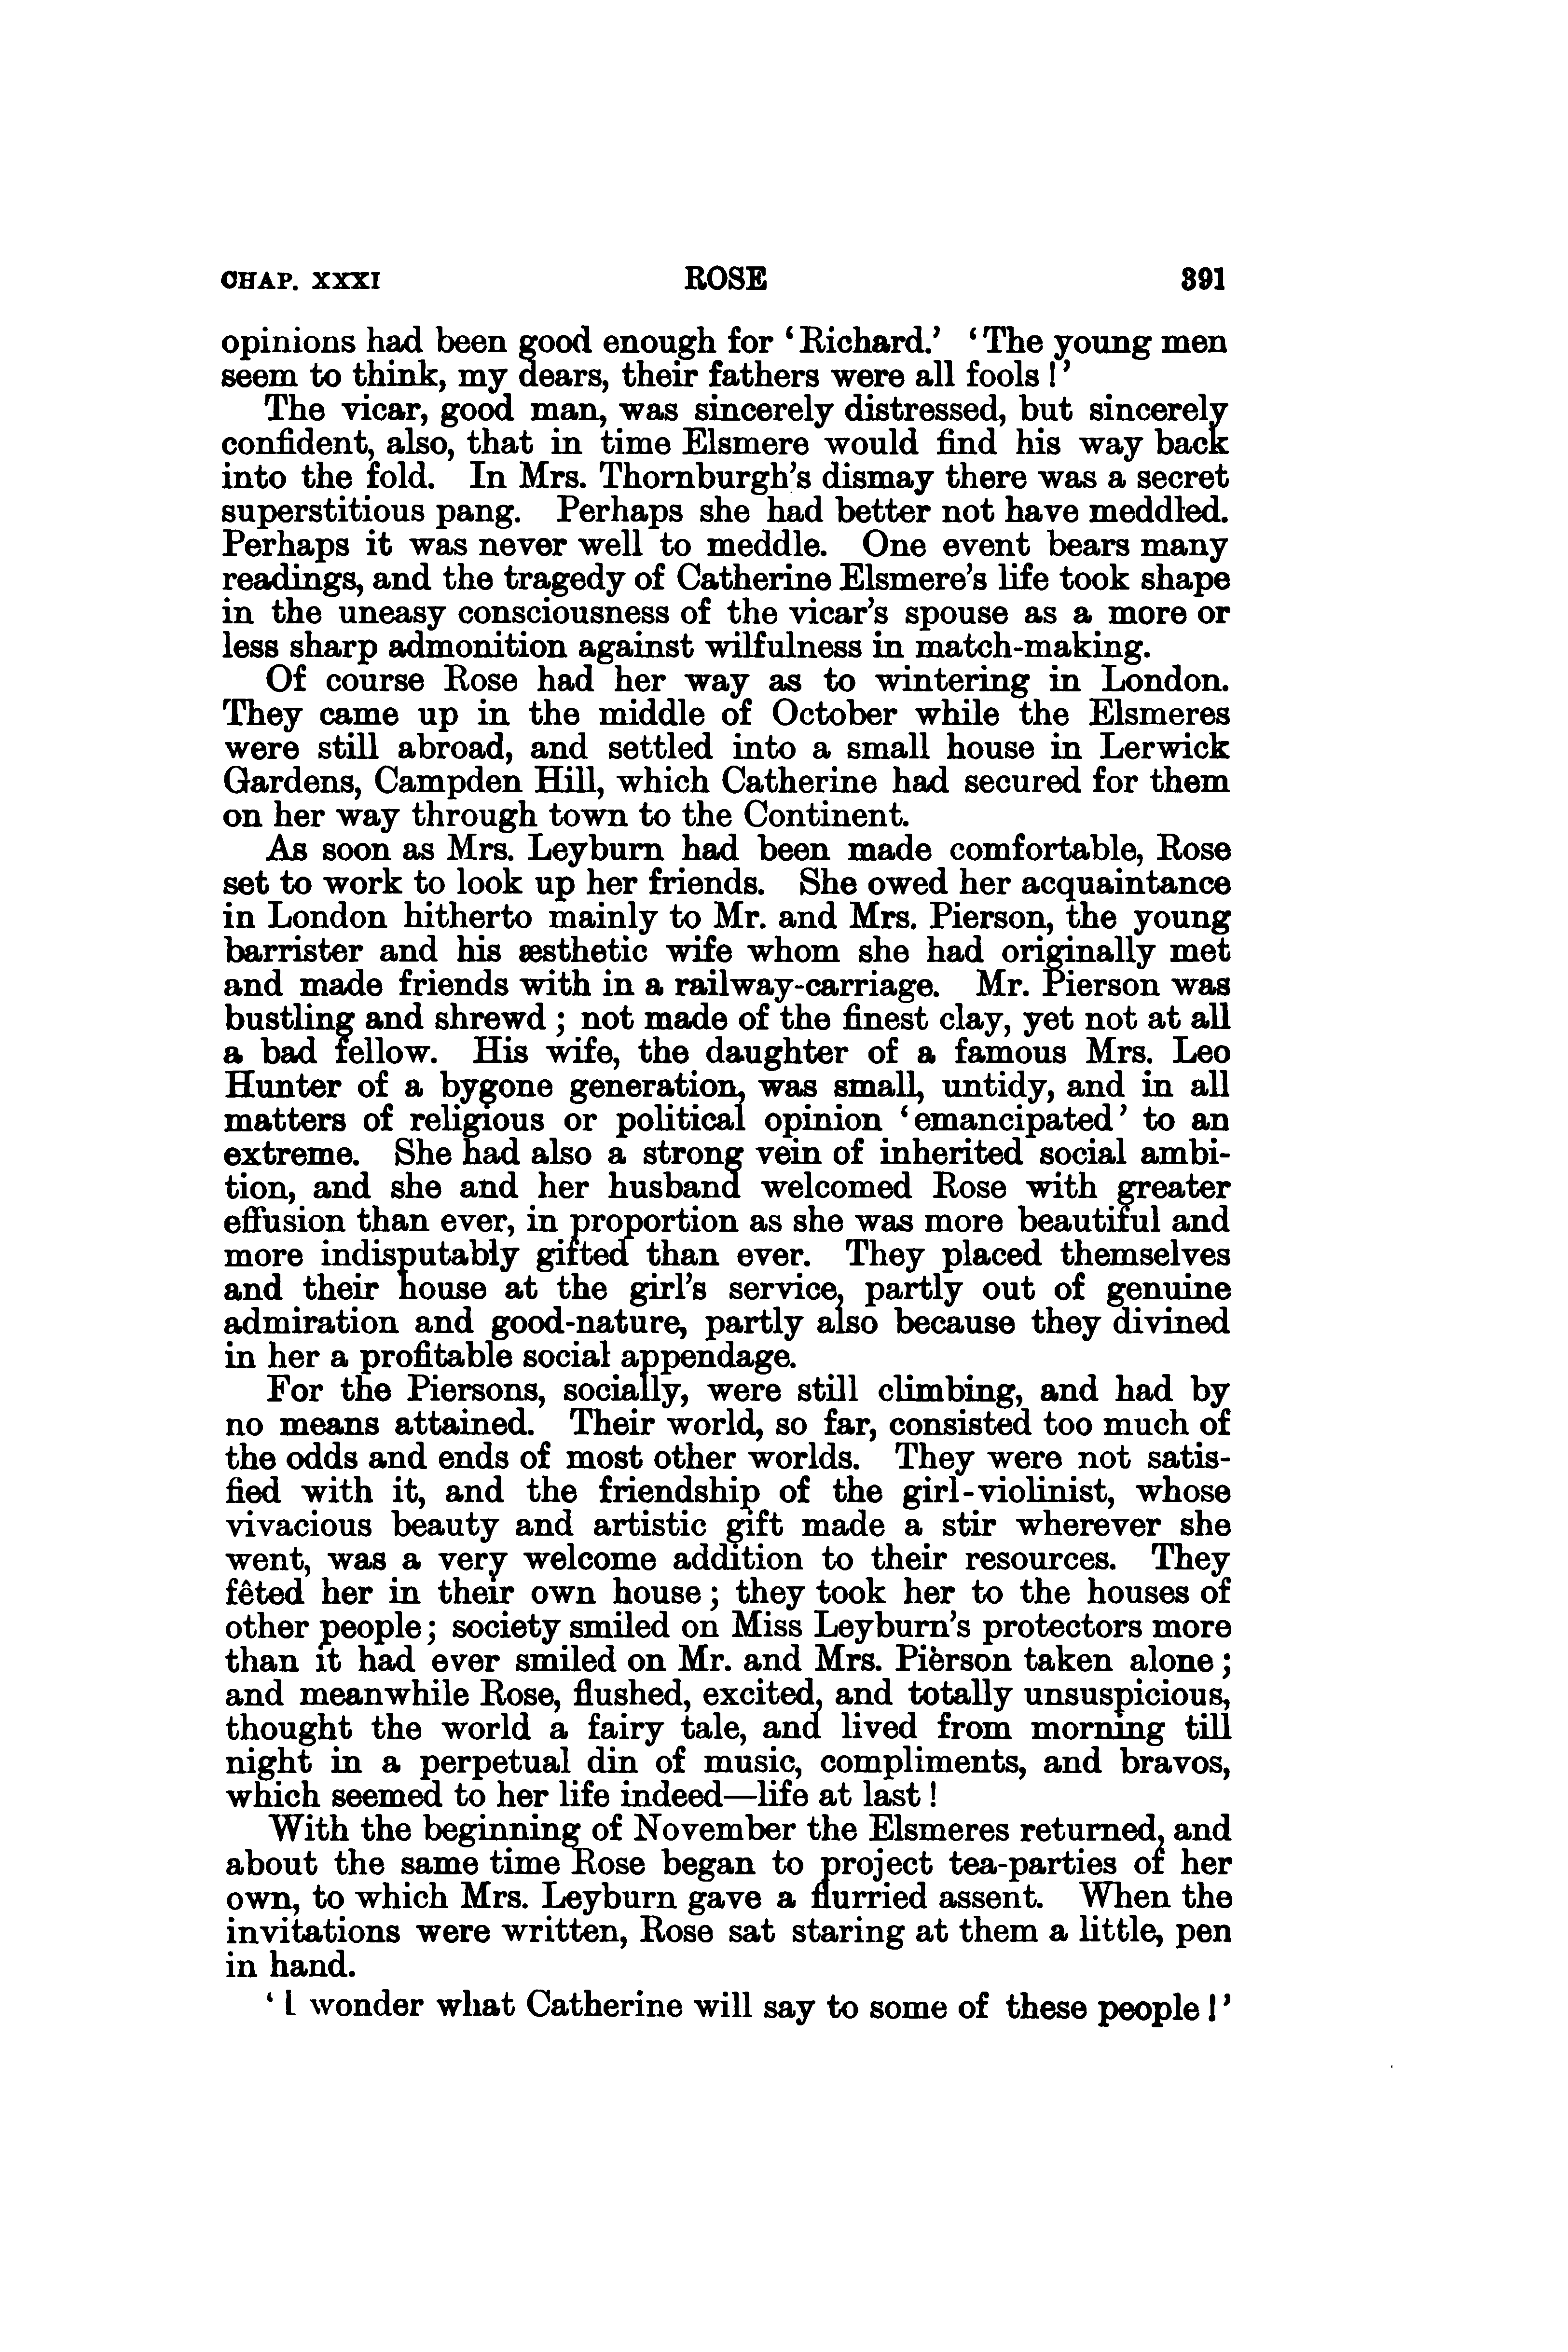 CHAP. XXXI ROSE 391
opinions had been good enough for ‘Richard.’ ‘The young men
seem to think, my dears, their fathers were all fools!’
The vicar, good man, was sincerely distressed, but sincerely
confident, also, that in time Elsmere would find his way back
into the fold. In Mrs. Thornburgh’s dismay there was a secret
superstitious pang. Perhaps she had better not have meddled.
Perhaps it was never well to meddle. One event bears many
readings, and the tragedy of Catherine Elsmere’s life took shape
in the uneasy consciousness of the vicar’s spouse as a more or
less sharp admonition against wilfulness in match-making.
Of course Rose had her way as to wintering in London.
They came up in the middle of October while the Elsmeres
were still abroad, and settled into a small house in Lerwick
Gardens, Campden Hill, which Catherine had secured for them
on her way through town to the Continent.
As soon as Mrs. Leyburn had been made comfortable, Rose
set to work to look up her friends. She owed her acquaintance
in London hitherto mainly to Mr. and Mrs. Pierson, the young
barrister and his æsthetic wife whom she had originally met
and made friends with in a railway-carriage. Mr. Pierson was
bustling and shrewd; not made of the finest clay, yet not at all
a bad fellow. His wife, the daughter of a famous Mrs. Leo
Hunter of a bygone generation, was small, untidy, and in all
matters of religious or political opinion ‘emancipated’ to an
extreme. She had also a strong vein of inherited social ambi-
tion, and she and her husband welcomed Rose with greater
effusion than ever, in proportion as she was more beautiful and
more indisputably gifted than ever. They placed themselves
and their house at the girl’s service, partly out of genuine
admiration and good-nature, partly also because they divined
in her a profitable social appendage.
For the Piersons, socially, were still climbing, and had by
no means attained. Their world, so far, consisted too much of
the odds and ends of most other worlds. They were not satis-
fied with it, and the friendship of the girl-violinist, whose
vivacious beauty and artistic gift made a stir wherever she
went, was a very welcome addition to their resources. They
fêted her in their own house; they took her to the houses of
other people; society smiled on Miss Leyburn’s protectors more
than it had ever smiled on Mr. and Mrs. Pierson taken alone;
and meanwhile Rose, flushed, excited, and totally unsuspicious,
thought the world a fairy tale, and lived from morning till
night in a perpetual din of music, compliments, and bravos,
which seemed to her life indeed—life at last!
With the beginning of November the Elsmeres returned, and
about the same time Rose began to project tea-parties of her
own, to which Mrs. Leyburn gave a flurried assent. When the
invitations were written, Rose sat staring at them a little, pen
in hand.
‘I wonder what Catherine will say to some of these people!’